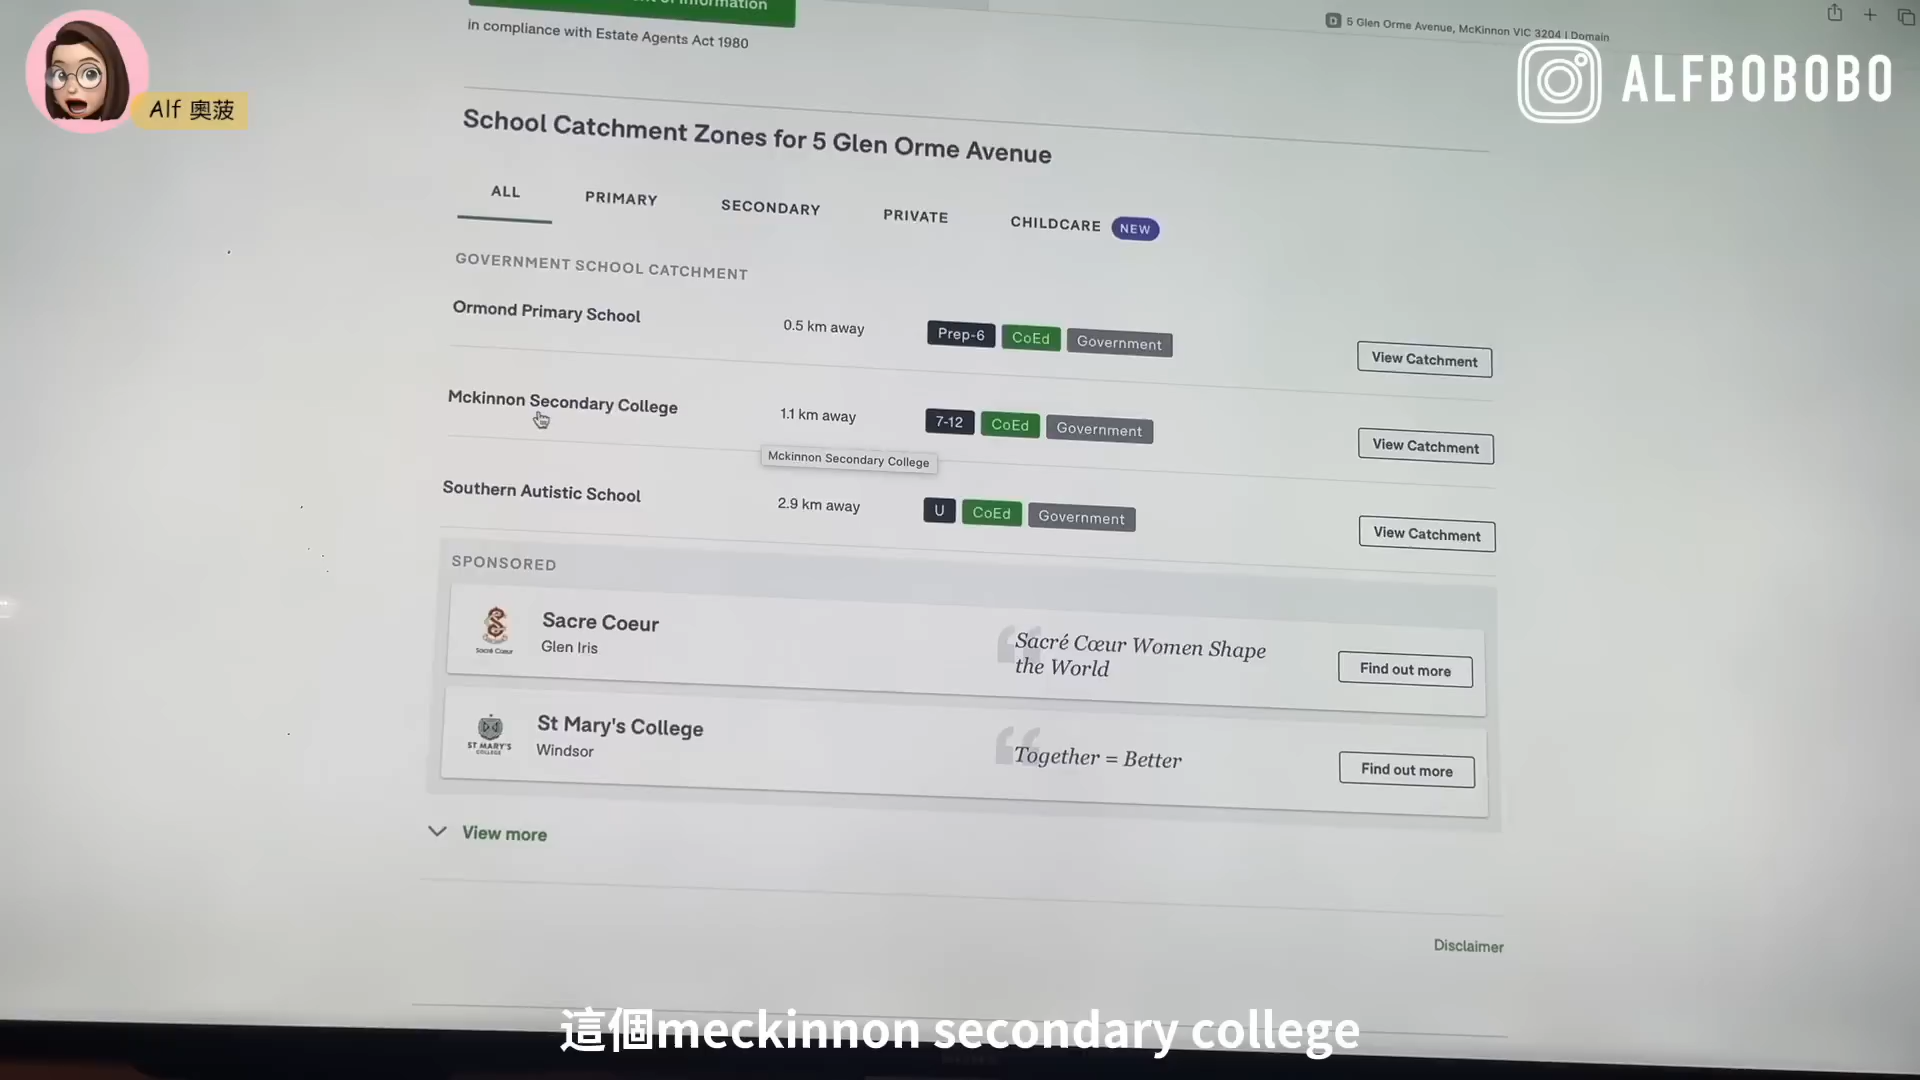 in compliance with Estate Agents Act 1980
5 Glen Orme Avenue, McKinnon VIC 3204 | Domain
Alf 奧菠
ALFBOBOBO
School Catchment Zones for 5 Glen Orme Avenue
ALL PRIMARY SECONDARY PRIVATE CHILDCARE NEW
GOVERNMENT SCHOOL CATCHMENT
Ormond Primary School 0.5 km away Prep-6 CoEd Government View Catchment
Mckinnon Secondary College 1.1 km away 7-12 CoEd Government View Catchment
Mckinnon Secondary College
Southern Autistic School 2.9 km away U CoEd Government View Catchment
SPONSORED
Sacre Coeur
Glen Iris
Sacré Cœur
Sacré Cœur Women Shape
the World
Find out more
St Mary's College
Windsor
ST MARY'S
COLLEGE
Together = Better
Find out more
View more
Disclaimer
這個meckinnon secondary college